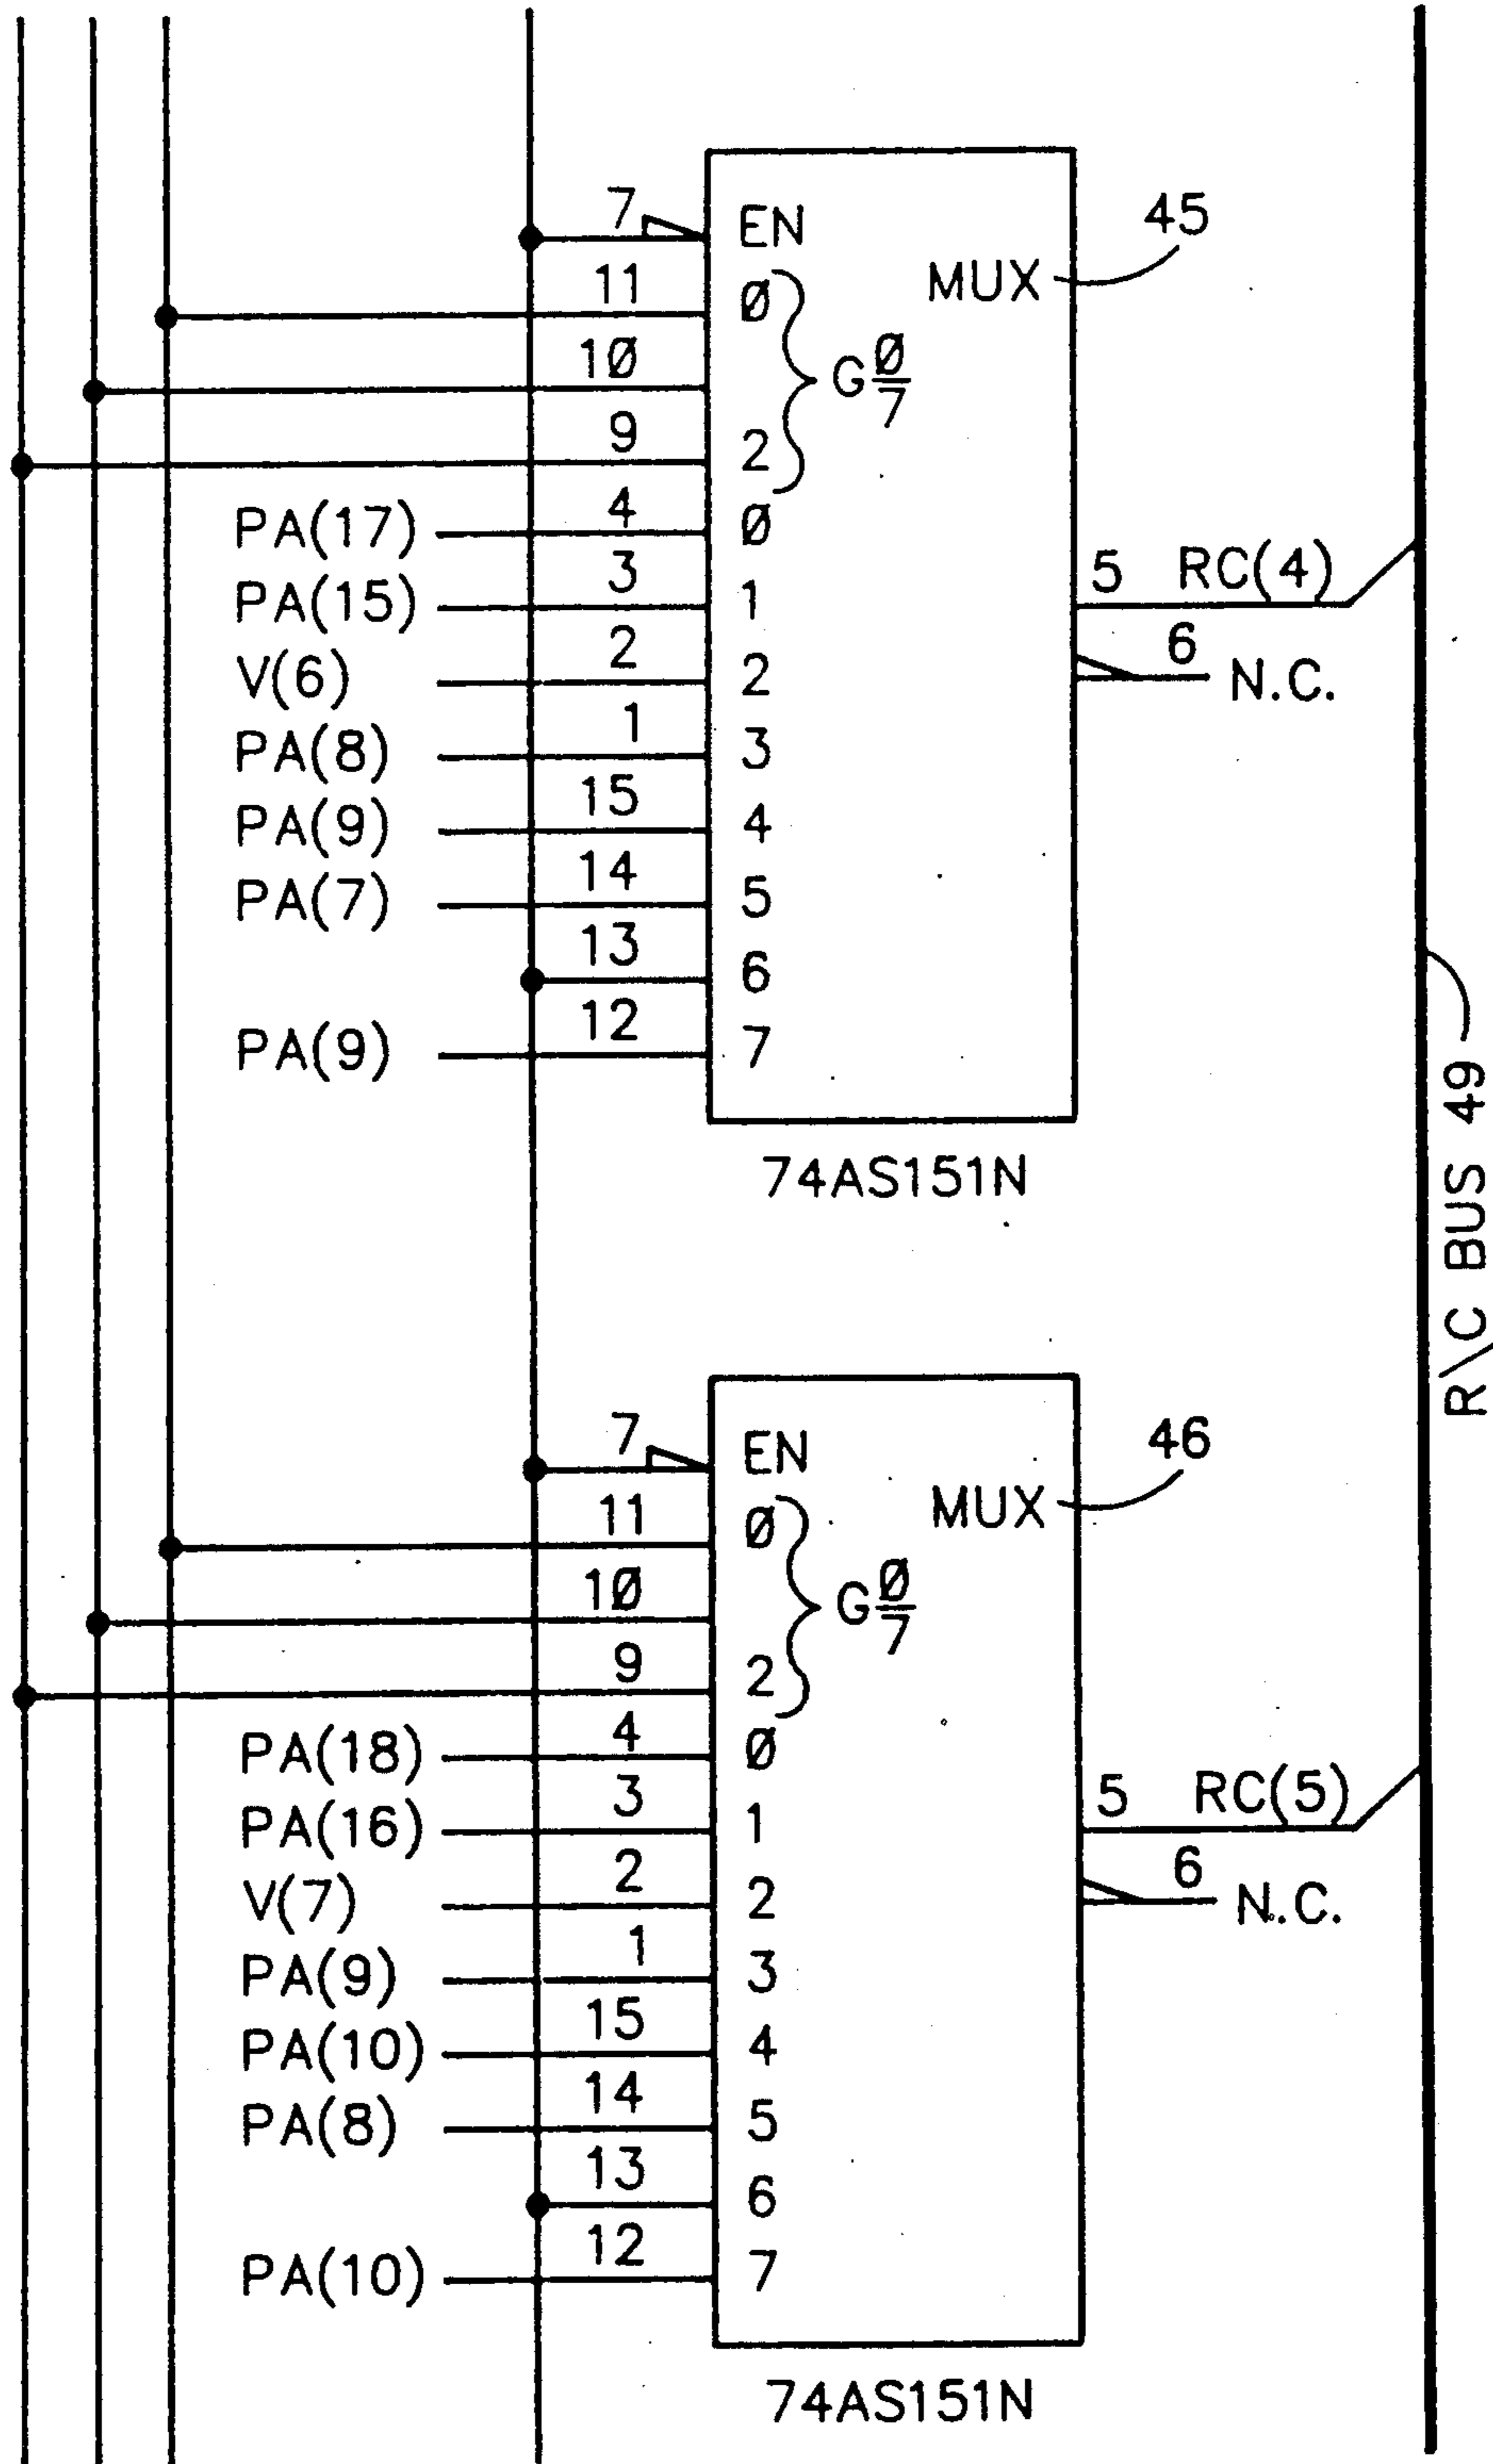 7 EN
45
MUX
11 Ø
10̸ GØ/7
9 2
PA(17) 4 Ø
PA(15) 3 1
5 RC(4)
V(6) 2 2
6 N.C.
PA(8) 1 3
PA(9) 15 4
PA(7) 14 5
13 6
PA(9) 12 7
74AS151N
R\C BUS 49
7 EN
46
MUX
11 Ø
1Ø GØ/7
9 2
PA(18) 4 Ø
PA(16) 3 1
5 RC(5)
V(7) 2 2
6 N.C.
PA(9) 1 3
PA(10) 15 4
PA(8) 14 5
13 6
PA(10) 12 7
74AS151N